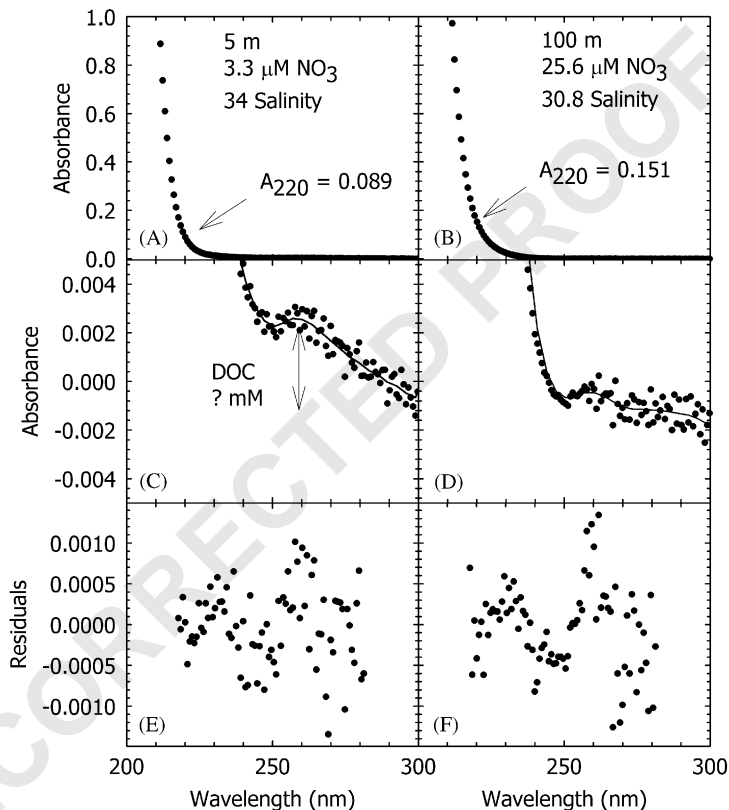 1.0
0.8
0.6
0.4
0.2
0.0
Absorbance
5 m
3.3 μM NO3
34 Salinity
A220 = 0.089
(A)
100 m
25.6 μM NO3
30.8 Salinity
A220 = 0.151
(B)
0.004
0.002
0.000
-0.002
-0.004
Absorbance
DOC
? mM
(C)
(D)
0.0010
0.0005
0.0000
-0.0005
-0.0010
Residuals
(E)
(F)
200
250
300
250
300
Wavelength (nm)
Wavelength (nm)
CORRECTED PROOF